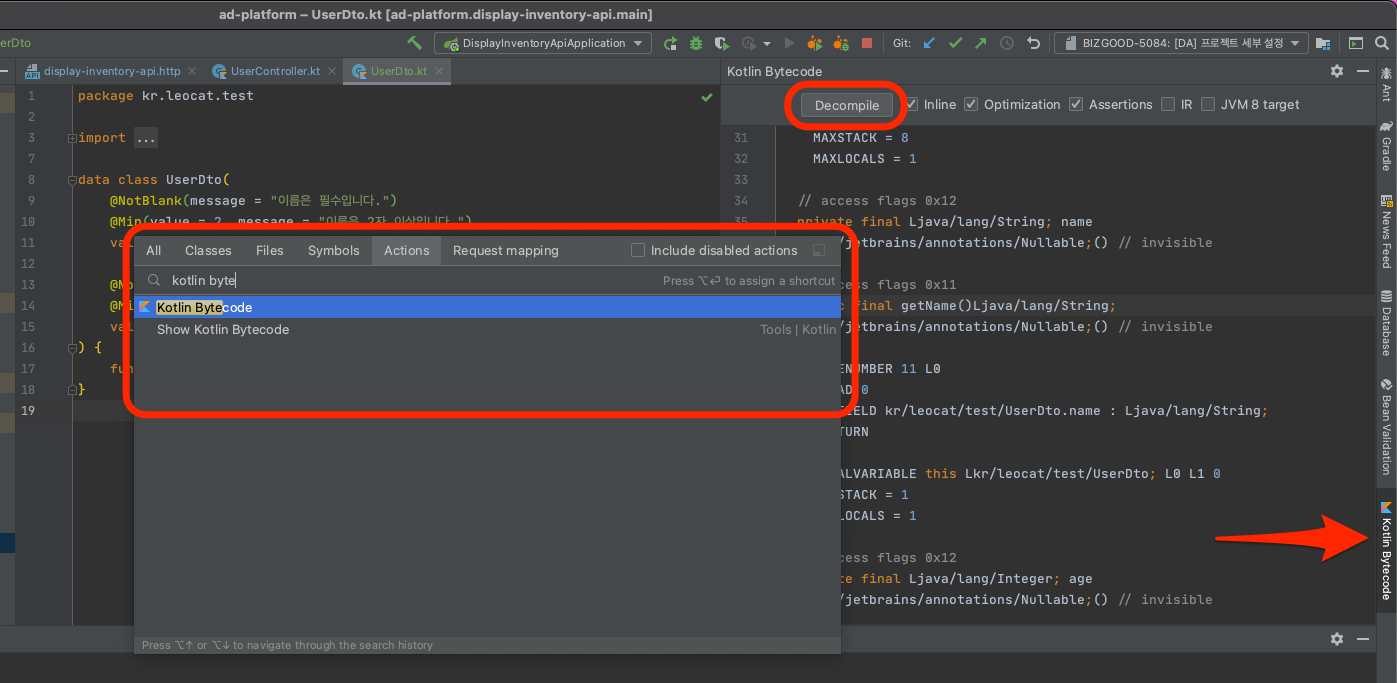 ad-platform – UserDto.kt [ad-platform.display-inventory-api.main]
erDto
DisplayInventoryApiApplication
Git:
BIZGOOD-5084: [DA] 프로젝트 세부 설정
display-inventory-api.http
UserController.kt
UserDto.kt
1 package kr.leocat.test
2
3 import ...
7
8 data class UserDto(
9 @NotBlank(message = "이름은 필수입니다.")
10 @Min(value = 2, message = "이름은 2자 이상입니다.")
11 val
12
13 @No
14 @Mi
15 val
16 ) {
17 fun
18 }
19
All Classes Files Symbols Actions Request mapping Include disabled actions
kotlin byte Press ⌥⏎ to assign a shortcut
Kotlin Bytecode
Show Kotlin Bytecode Tools | Kotlin
Press ⌥↑ or ⌥↓ to navigate through the search history
Kotlin Bytecode
Decompile Inline Optimization Assertions IR JVM 8 target
31 MAXSTACK = 8
32 MAXLOCALS = 1
33
34 // access flags 0x12
35 private final Ljava/lang/String; name
/jetbrains/annotations/Nullable;() // invisible
cess flags 0x11
c final getName()Ljava/lang/String;
/jetbrains/annotations/Nullable;() // invisible
ENUMBER 11 L0
AD 0
IELD kr/leocat/test/UserDto.name : Ljava/lang/String;
TURN
ALVARIABLE this Lkr/leocat/test/UserDto; L0 L1 0
STACK = 1
LOCALS = 1
cess flags 0x12
te final Ljava/lang/Integer; age
/jetbrains/annotations/Nullable;() // invisible
Ant
Gradle
News Feed
Database
Bean Validation
Kotlin Bytecode